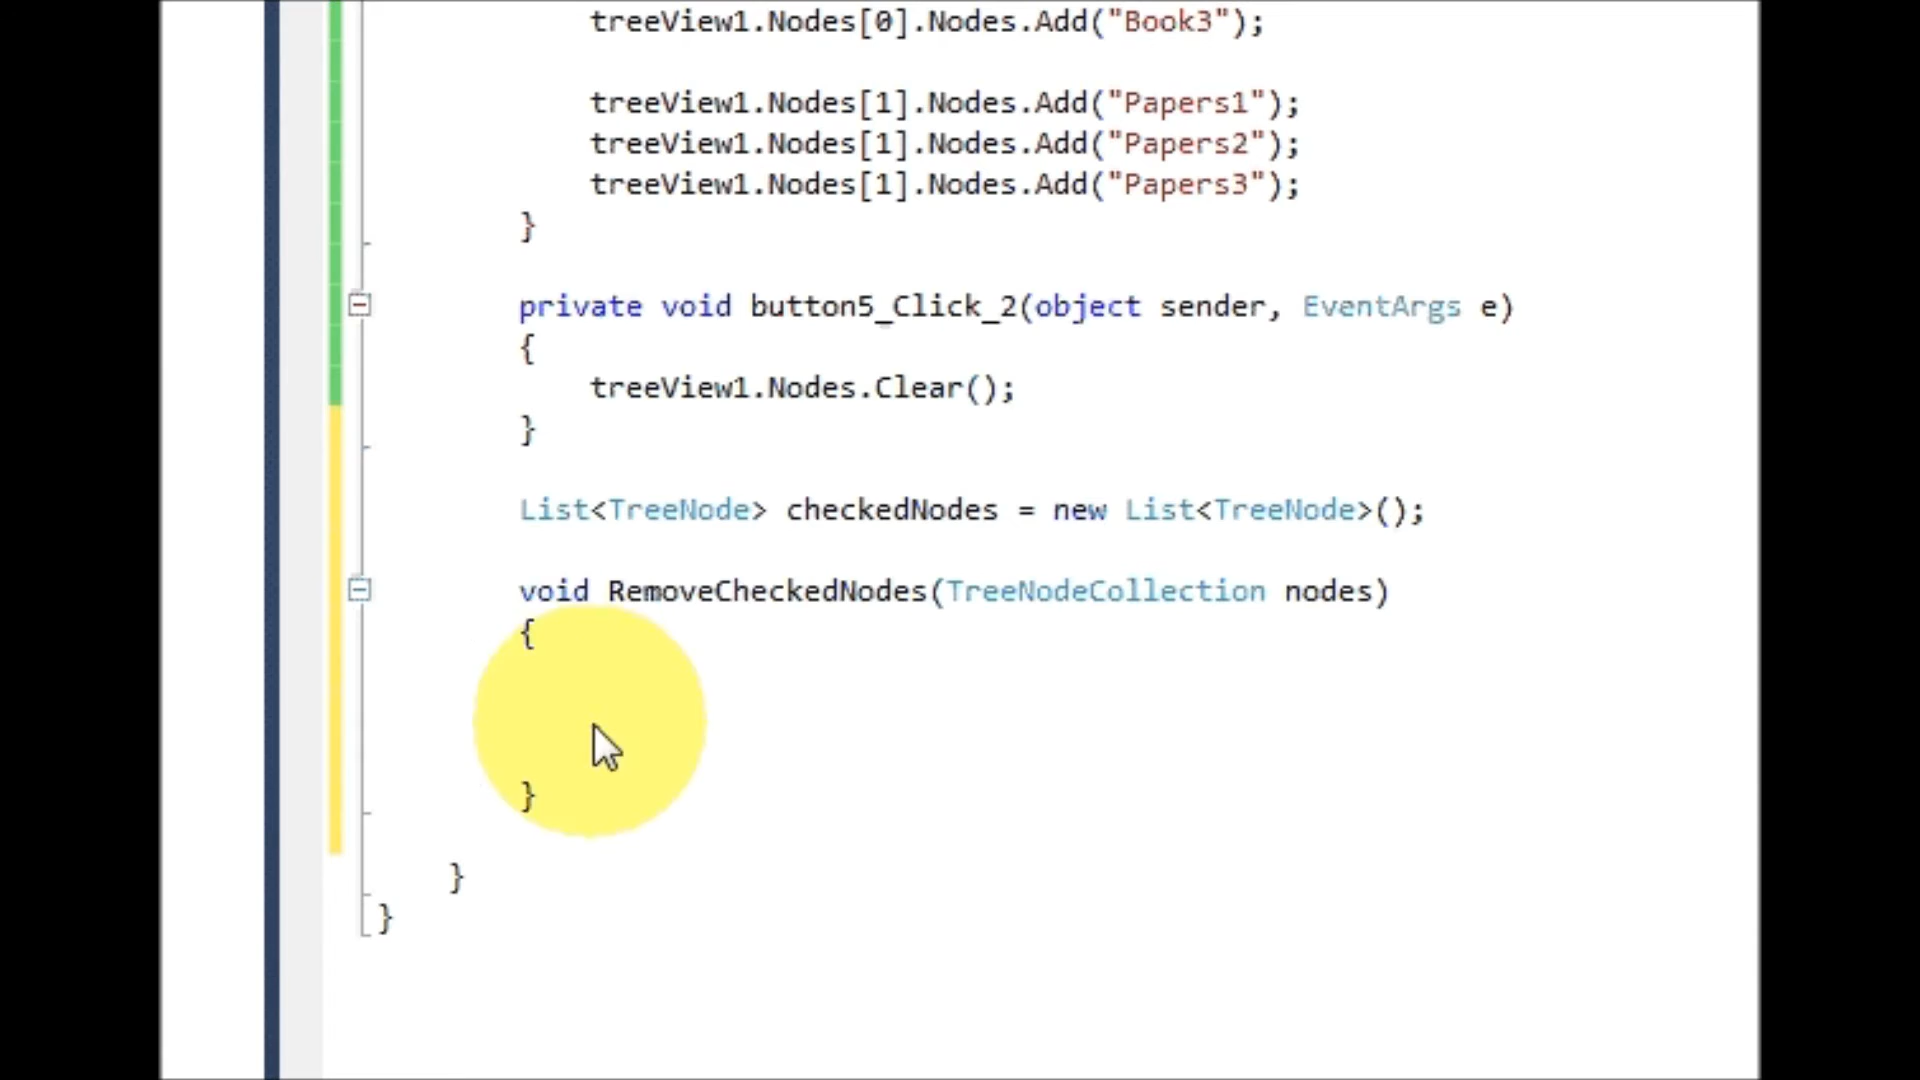 treeView1.Nodes[0].Nodes.Add("Book3");
treeView1.Nodes[1].Nodes.Add("Papers1");
treeView1.Nodes[1].Nodes.Add("Papers2");
treeView1.Nodes[1].Nodes.Add("Papers3");
}
private void button5_Click_2(object sender, EventArgs e)
{
treeView1.Nodes.Clear();
}
List<TreeNode> checkedNodes = new List<TreeNode>();
void RemoveCheckedNodes(TreeNodeCollection nodes)
{
}
}
}